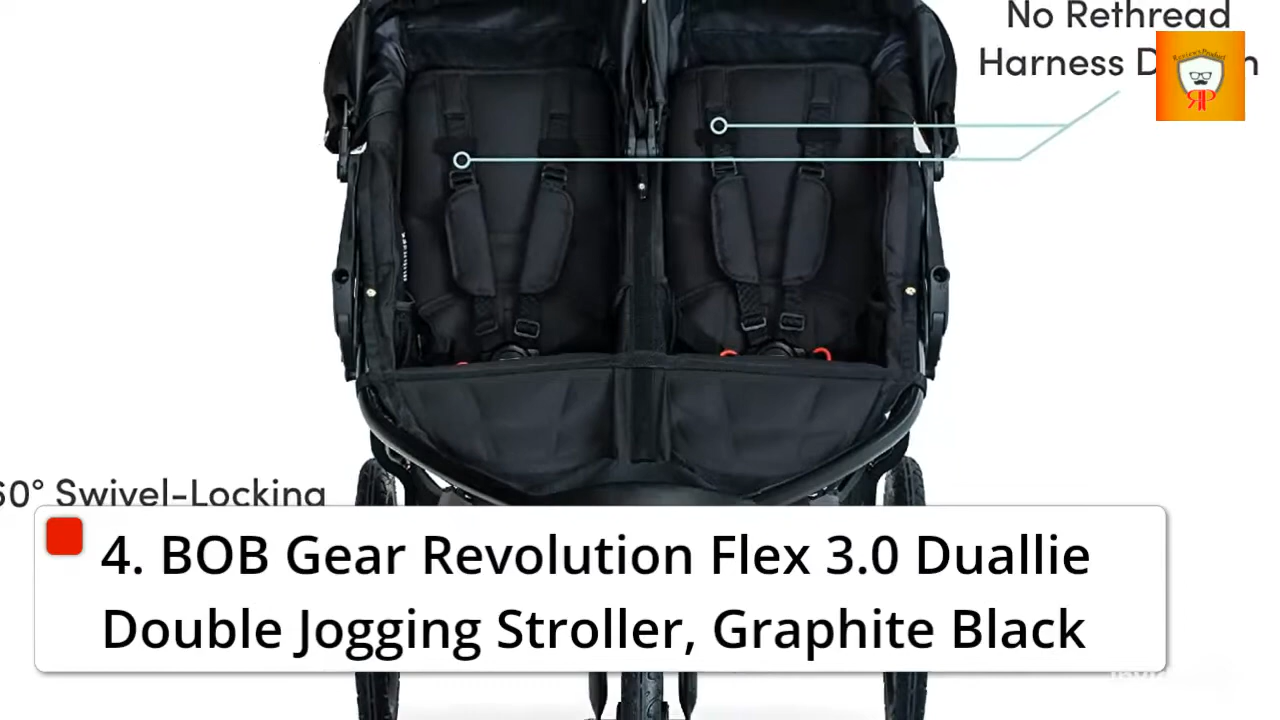 No Rethread
Harness D n
60° Swivel-Locking
4. BOB Gear Revolution Flex 3.0 Duallie
Double Jogging Stroller, Graphite Black